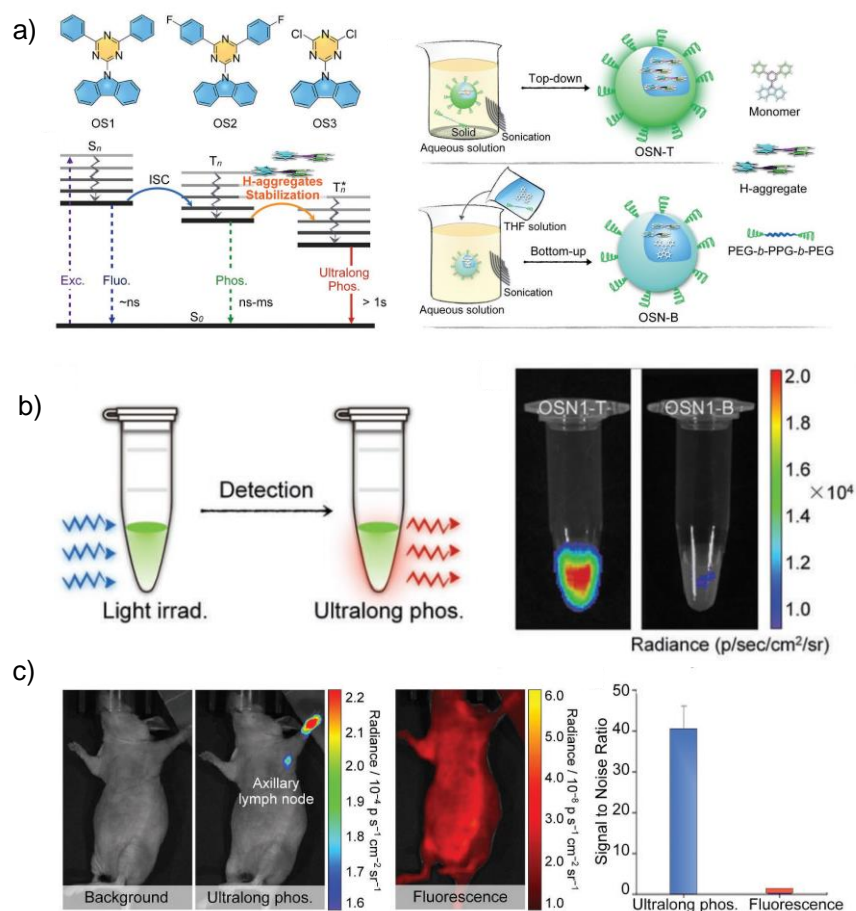 a)
F
F
Cl
Cl
N
N
N
N
N
N
N
N
N
N
N
N
OS1
OS2
OS3
Sn
ISC
Tn
H-aggregates
Stabilization
Tn*
Exc.
Fluo.
~ns
Phos.
ns-ms
Ultralong
Phos.
> 1s
S0
Solid
Aqueous solution
Sonication
Top-down
OSN-T
Monomer
H-aggregate
THF solution
Aqueous solution
Sonication
Bottom-up
OSN-B
PEG-b-PPG-b-PEG
b)
Light irrad.
Detection
Ultralong phos.
OSN1-T
OSN1-B
2.0
1.8
1.6
1.4
1.2
1.0
×10⁴
Radiance (p/sec/cm²/sr)
c)
Background
Ultralong phos.
Axillary
lymph node
2.2
2.1
2.0
1.9
1.8
1.7
1.6
Radiance / 10⁻⁴ p s⁻¹ cm⁻² sr⁻¹
Fluorescence
6.0
5.0
4.0
3.0
2.0
1.0
Radiance / 10⁻⁸ p s⁻¹ cm⁻² sr⁻¹
Signal to Noise Ratio
50
40
30
20
10
0
Ultralong phos.
Fluorescence